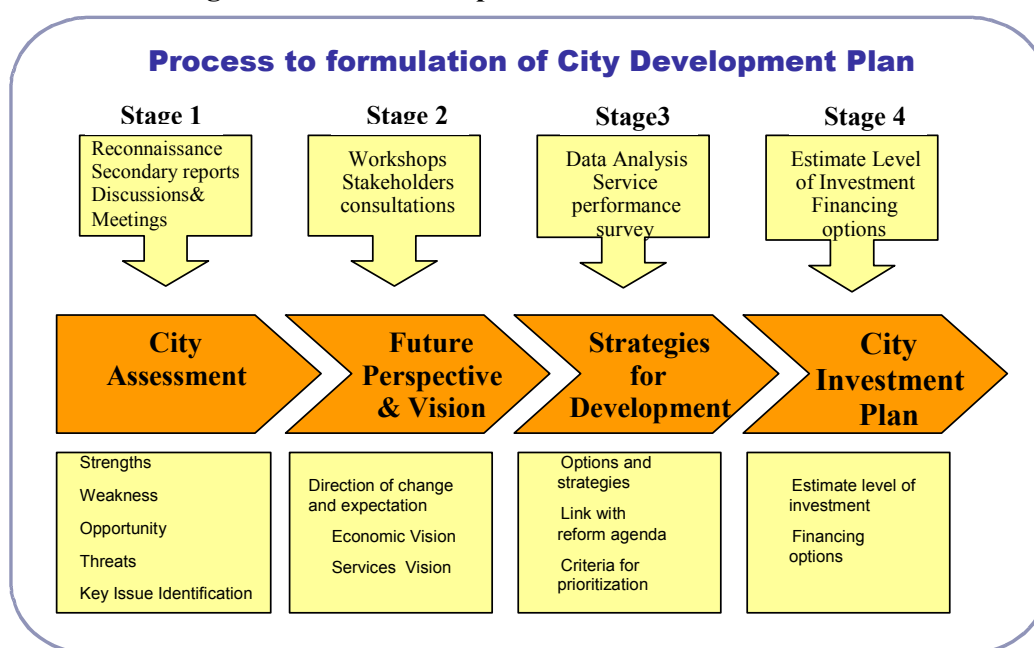 Process to formulation of City Development Plan
Stage 1
Reconnaissance
Secondary reports
Discussions&
Meetings
Stage 2
Workshops
Stakeholders
consultations
Stage3
Data Analysis
Service
performance
survey
Stage 4
Estimate Level
of Investment
Financing
options
City
Assessment
Future
Perspective
& Vision
Strategies
for
Development
City
Investment
Plan
Strengths
Weakness
Opportunity
Threats
Key Issue Identification
Direction of change
and expectation
Economic Vision
Services Vision
Options and
strategies
Link with
reform agenda
Criteria for
prioritization
Estimate level of
investment
Financing
options